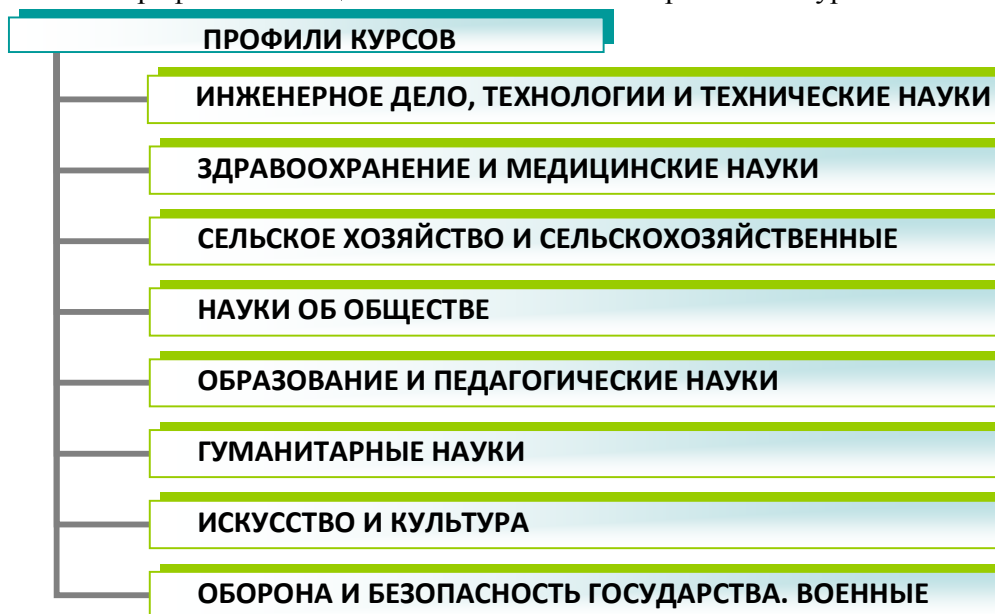 ПРОФИЛИ КУРСОВ
ИНЖЕНЕРНОЕ ДЕЛО, ТЕХНОЛОГИИ И ТЕХНИЧЕСКИЕ НАУКИ
ЗДРАВООХРАНЕНИЕ И МЕДИЦИНСКИЕ НАУКИ
СЕЛЬСКОЕ ХОЗЯЙСТВО И СЕЛЬСКОХОЗЯЙСТВЕННЫЕ
НАУКИ ОБ ОБЩЕСТВЕ
ОБРАЗОВАНИЕ И ПЕДАГОГИЧЕСКИЕ НАУКИ
ГУМАНИТАРНЫЕ НАУКИ
ИСКУССТВО И КУЛЬТУРА
ОБОРОНА И БЕЗОПАСНОСТЬ ГОСУДАРСТВА. ВОЕННЫЕ